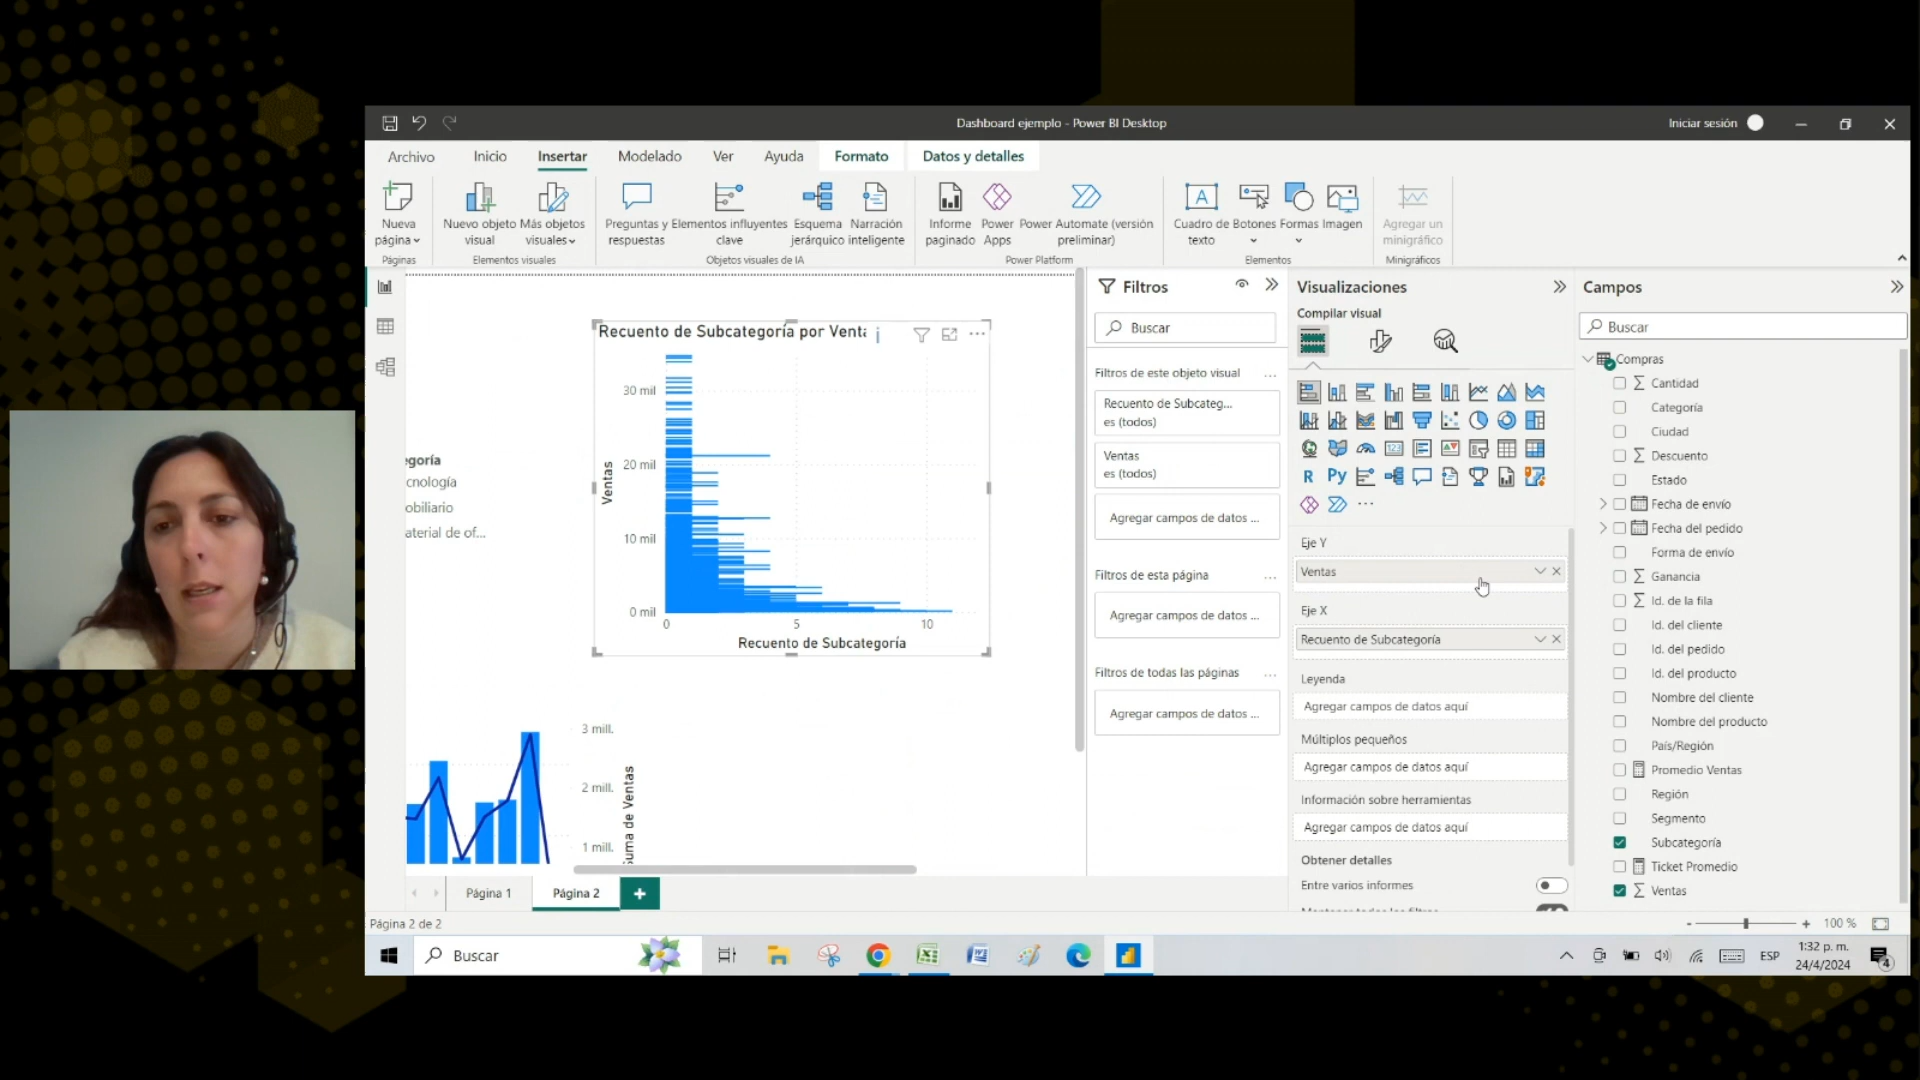 Dashboard ejemplo - Power BI Desktop
Iniciar sesión
Archivo
Inicio
Insertar
Modelado
Ver
Ayuda
Formato
Datos y detalles
Nueva página
Nuevo objeto visual
Más objetos visuales
Preguntas y respuestas
Elementos influyentes clave
Esquema jerárquico
Narración inteligente
Informe paginado
Power Apps
Power Automate (versión preliminar)
Cuadro de texto
Botones
Formas
Imagen
Agregar un minigráfico
Páginas
Elementos visuales
Objetos visuales de IA
Power Platform
Elementos
Minigráficos
egoría
cnología
obiliario
aterial de of...
Recuento de Subcategoría por Venta
30 mil
20 mil
10 mil
0 mil
Ventas
0
5
10
Recuento de Subcategoría
3 mill.
2 mill.
1 mill.
Suma de Ventas
Filtros
Buscar
Filtros de este objeto visual
...
Recuento de Subcateg...
es (todos)
Ventas
es (todos)
Agregar campos de datos ...
Filtros de esta página
...
Agregar campos de datos ...
Filtros de todas las páginas
...
Agregar campos de datos ...
Visualizaciones
Compilar visual
123
R
Py
...
Eje Y
Ventas
Eje X
Recuento de Subcategoría
Leyenda
Agregar campos de datos aquí
Múltiplos pequeños
Agregar campos de datos aquí
Información sobre herramientas
Agregar campos de datos aquí
Obtener detalles
Entre varios informes
Mantener todos los filtros
Campos
Buscar
Compras
∑ Cantidad
Categoría
Ciudad
∑ Descuento
Estado
Fecha de envío
Fecha del pedido
Forma de envío
∑ Ganancia
∑ Id. de la fila
Id. del cliente
Id. del pedido
Id. del producto
Nombre del cliente
Nombre del producto
País/Región
Promedio Ventas
Región
Segmento
Subcategoría
Ticket Promedio
∑ Ventas
Página 1
Página 2
+
Página 2 de 2
- + 100 %
Buscar
ESP
1:32 p. m.
24/4/2024
4